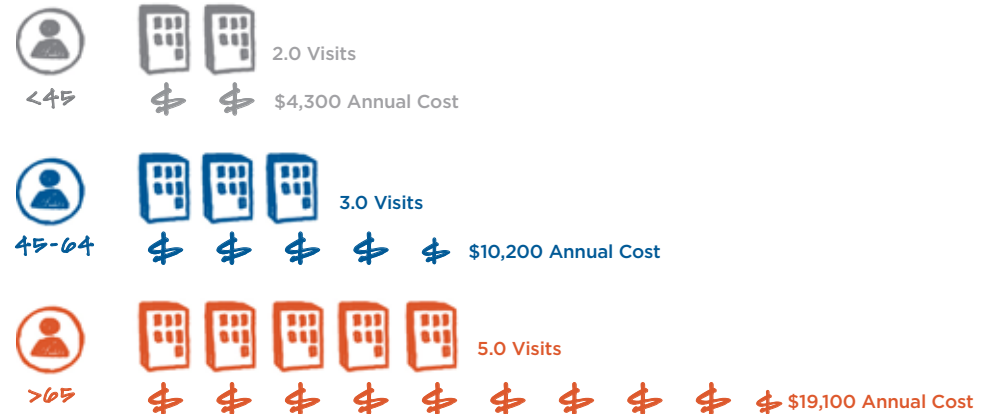 2.0 Visits
<45
$ $ $4,300 Annual Cost
3.0 Visits
45-64
$ $ $ $ $ $10,200 Annual Cost
5.0 Visits
>65
$ $ $ $ $ $ $ $ $ $ $19,100 Annual Cost